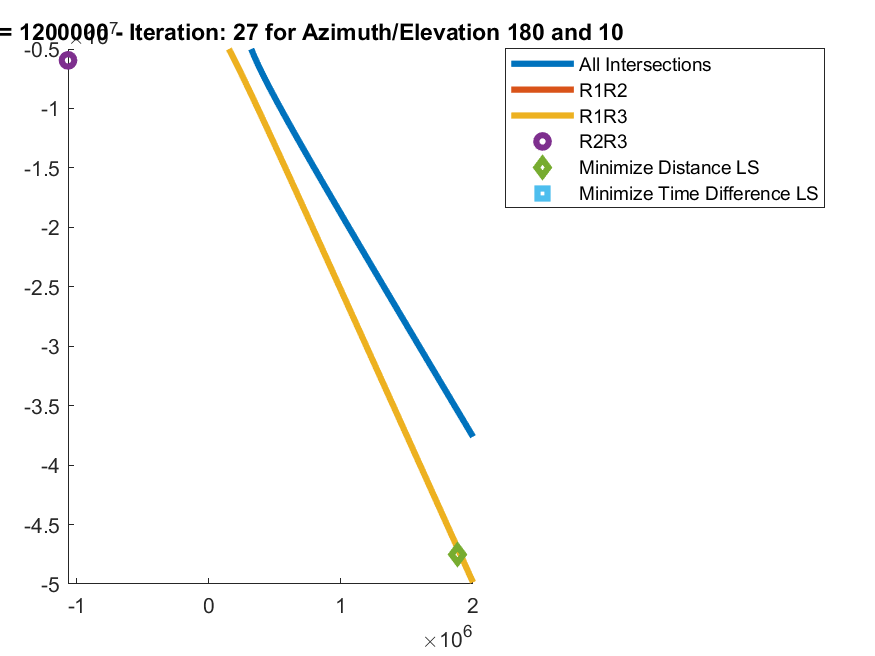 = 1200000 - Iteration: 27 for Azimuth/Elevation 180 and 10
×10^7
-0.5
-1
-1.5
-2
-2.5
-3
-3.5
-4
-4.5
-5
-1 0 1 2
×10^6
All Intersections
R1R2
R1R3
R2R3
Minimize Distance LS
Minimize Time Difference LS